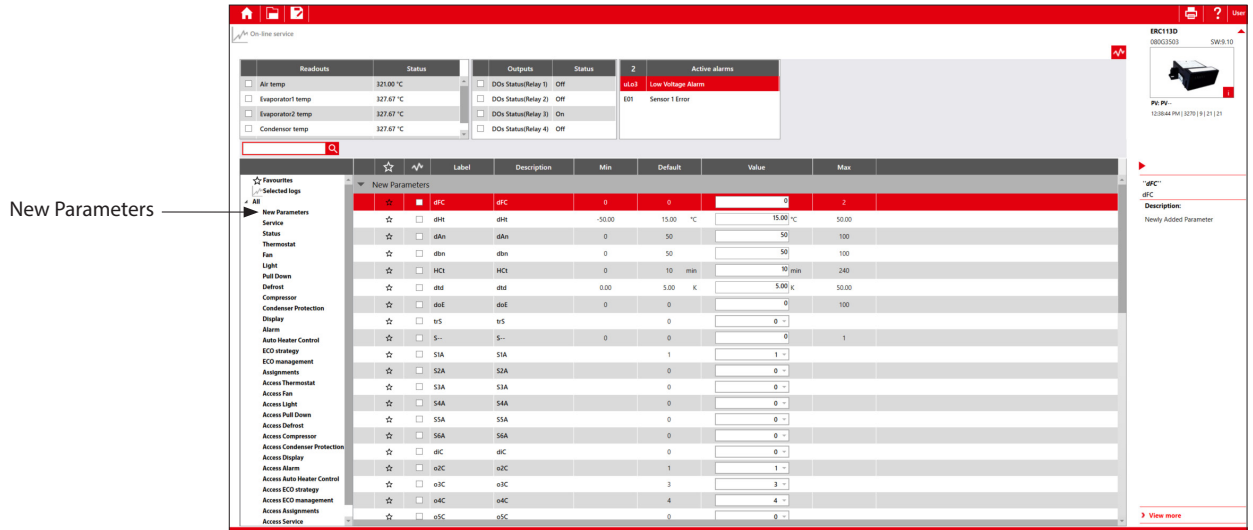 ? User
On-line service
ERC113D
080G3503 SW:9.10
i
PV: PV--
12:38:44 PM | 3270 | 9 | 21 | 21
Readouts Status
Air temp 321.00 °C
Evaporator1 temp 327.67 °C
Evaporator2 temp 327.67 °C
Condensor temp 327.67 °C
Outputs Status
DOs Status(Relay 1) Off
DOs Status(Relay 2) Off
DOs Status(Relay 3) On
DOs Status(Relay 4) Off
2 Active alarms
uLo3 Low Voltage Alarm
E01 Sensor 1 Error
New Parameters
Favourites
Selected logs
All
New Parameters
Service
Status
Thermostat
Fan
Light
Pull Down
Defrost
Compressor
Condenser Protection
Display
Alarm
Auto Heater Control
ECO strategy
ECO management
Assignments
Access Thermostat
Access Fan
Access Light
Access Pull Down
Access Defrost
Access Compressor
Access Condenser Protection
Access Display
Access Alarm
Access Auto Heater Control
Access ECO strategy
Access ECO management
Access Assignments
Access Service
Label Description Min Default Value Max
New Parameters
dFC dFC 0 0 0 2
dHt dHt -50.00 15.00 °C 15.00 °C 50.00
dAn dAn 0 50 50 100
dbn dbn 0 50 50 100
HCt HCt 0 10 min 10 min 240
dtd dtd 0.00 5.00 K 5.00 K 50.00
doE doE 0 0 0 100
trS trS 0 0
S-- S-- 0 0 0 1
S1A S1A 1 1
S2A S2A 0 0
S3A S3A 0 0
S4A S4A 0 0
S5A S5A 0 0
S6A S6A 0 0
diC diC 0 0
o2C o2C 1 1
o3C o3C 3 3
o4C o4C 4 4
o5C o5C 0 0
"dFC"
dFC
Description:
Newly Added Parameter
View more